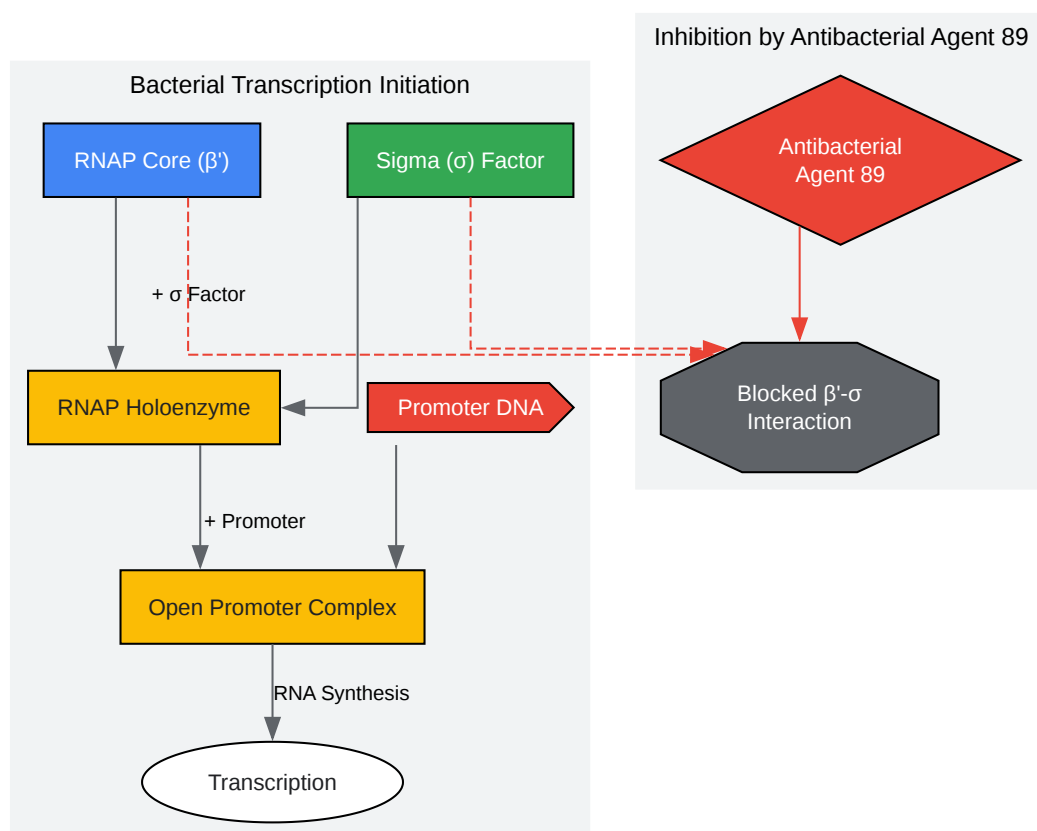 Inhibition by Antibacterial Agent 89
Bacterial Transcription Initiation
RNAP Core (β')
Sigma (σ) Factor
Antibacterial
Agent 89
+ σ Factor
RNAP Holoenzyme
Promoter DNA
Blocked β'-σ
Interaction
+ Promoter
Open Promoter Complex
RNA Synthesis
Transcription